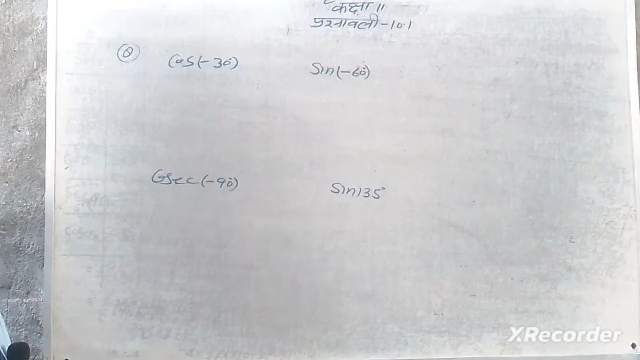 कक्षा 11
प्रश्नावली-10.1
Q Cos(-30°) Sin(-60°)
Cosec(-90°) Sin135°
XRecorder